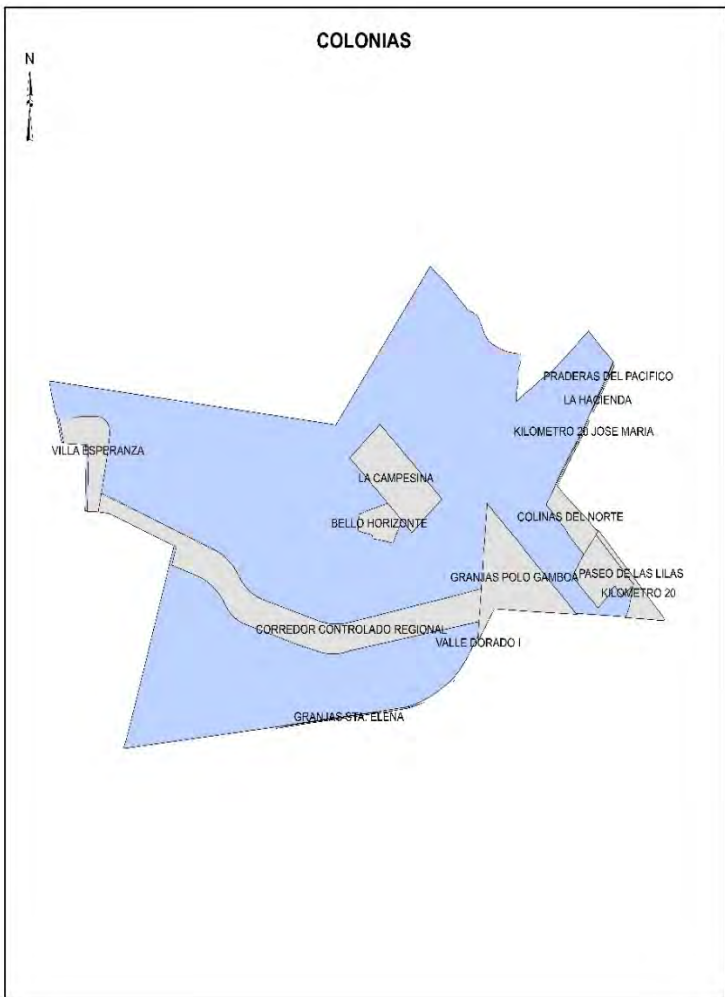 COLONIAS
N
PRADERAS DEL PACIFICO
LA HACIENDA
KILOMETRO 20 JOSE MARIA
VILLA ESPERANZA
LA CAMPESINA
BELLO HORIZONTE
COLINAS DEL NORTE
GRANJAS POLO GAMBOA
PASEO DE LAS LILAS
KILOMETRO 20
CORREDOR CONTROLADO REGIONAL
VALLE DORADO I
GRANJAS STA. ELENA